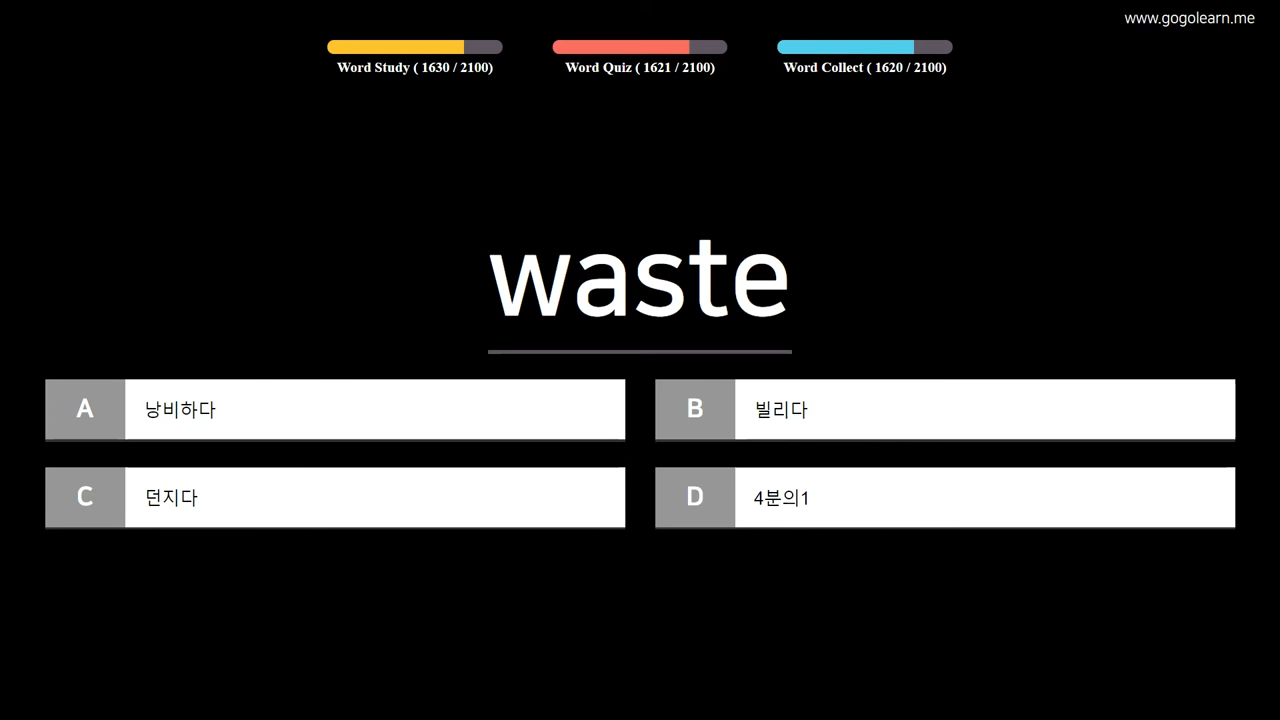 www.gogolearn.me
Word Study ( 1630 / 2100)
Word Quiz ( 1621 / 2100)
Word Collect ( 1620 / 2100)
waste
A 낭비하다
B 빌리다
C 던지다
D 4분의1